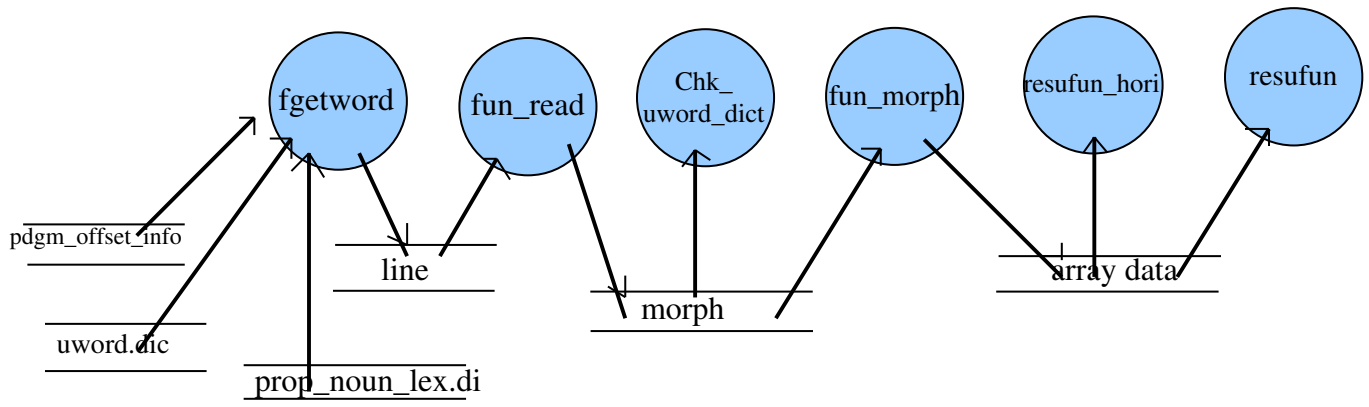 fgetword
fun_read
Chk_
uword_dict
fun_morph
resufun_hori
resufun
pdgm_offset_info
line
array data
morph
uword.dic
prop_noun_lex.di